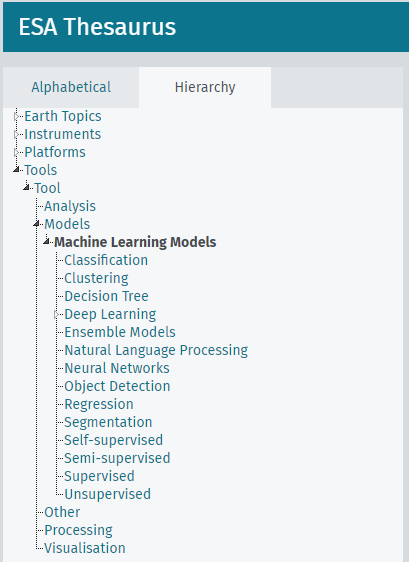 ESA Thesaurus
Alphabetical Hierarchy
Earth Topics
Instruments
Platforms
Tools
Tool
Analysis
Models
Machine Learning Models
Classification
Clustering
Decision Tree
Deep Learning
Ensemble Models
Natural Language Processing
Neural Networks
Object Detection
Regression
Segmentation
Self-supervised
Semi-supervised
Supervised
Unsupervised
Other
Processing
Visualisation